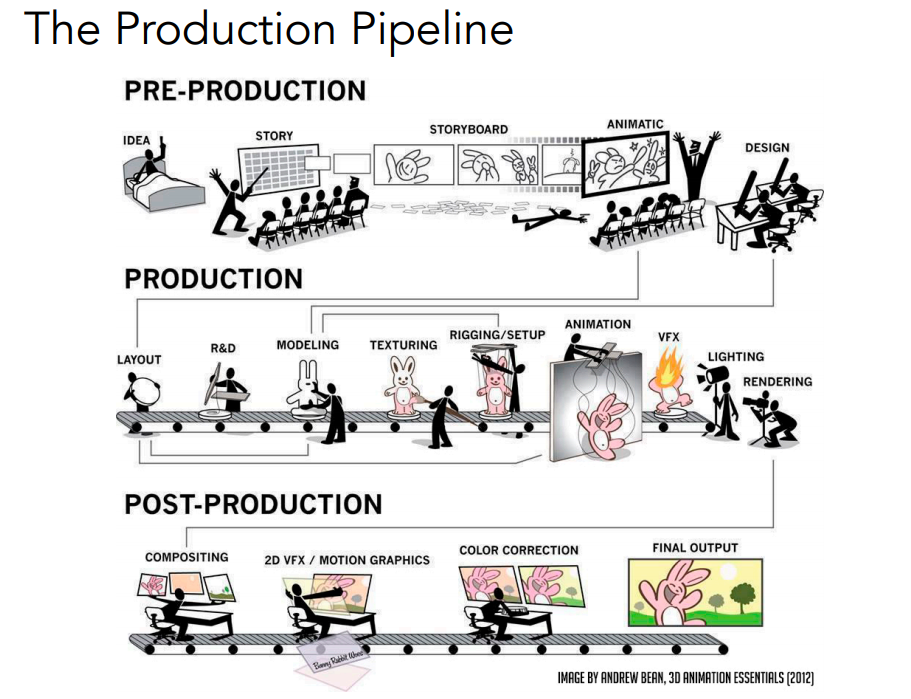 The Production Pipeline
PRE-PRODUCTION
IDEA
STORY
STORYBOARD
ANIMATIC
DESIGN
PRODUCTION
LAYOUT
R&D
MODELING
TEXTURING
RIGGING/SETUP
ANIMATION
VFX
LIGHTING
RENDERING
POST-PRODUCTION
COMPOSITING
2D VFX / MOTION GRAPHICS
COLOR CORRECTION
FINAL OUTPUT
Bunny Rabbit Waves
IMAGE BY ANDREW BEAN, 3D ANIMATION ESSENTIALS (2012)